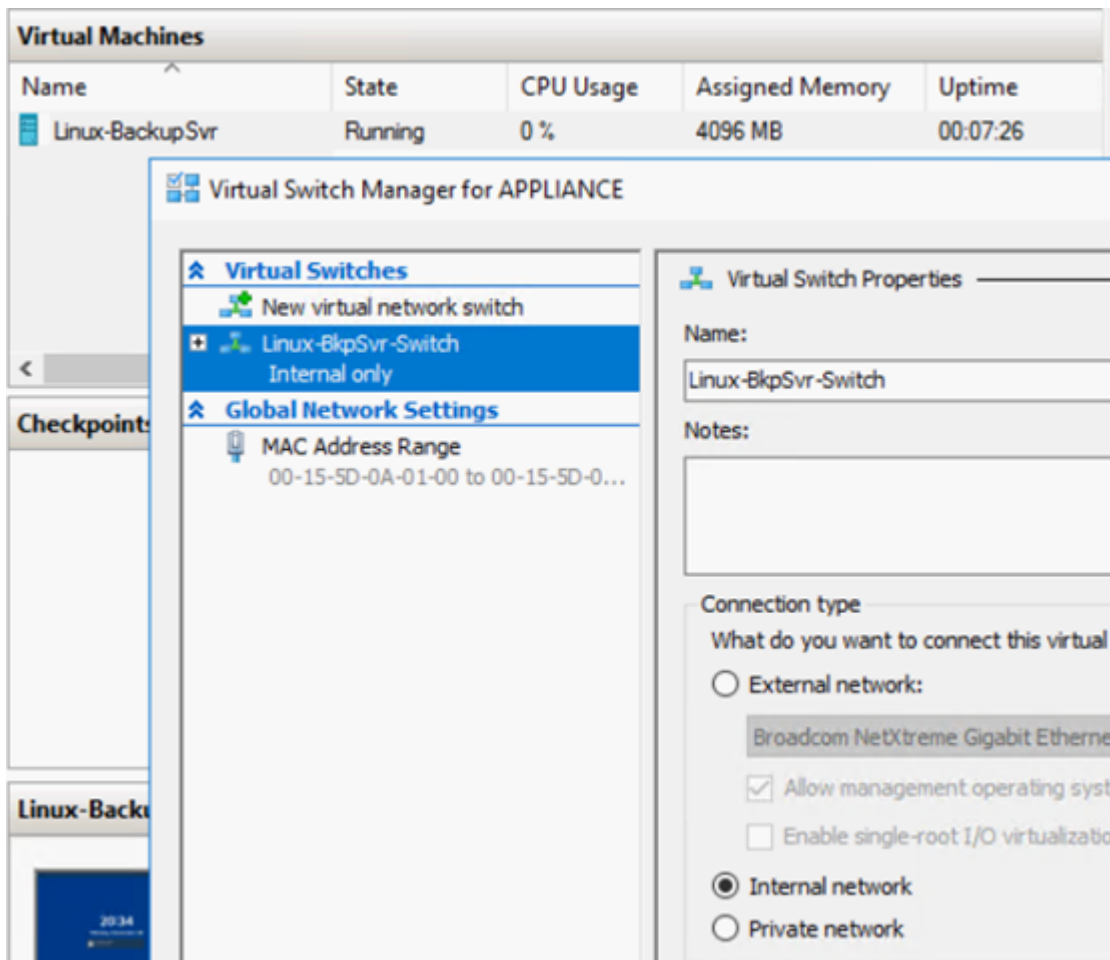 Virtual Machines
Name State CPU Usage Assigned Memory Uptime
Linux-BackupSvr Running 0 % 4096 MB 00:07:26
Virtual Switch Manager for APPLIANCE
Virtual Switches
New virtual network switch
Linux-BkpSvr-Switch
Internal only
Global Network Settings
MAC Address Range
00-15-5D-0A-01-00 to 00-15-5D-0...
Virtual Switch Properties
Name:
Linux-BkpSvr-Switch
Notes:
Connection type
What do you want to connect this virtual
External network:
Broadcom NetXtreme Gigabit Etherne
Allow management operating syst
Enable single-root I/O virtualizatio
Internal network
Private network
Checkpoints
Linux-Backu
20:34